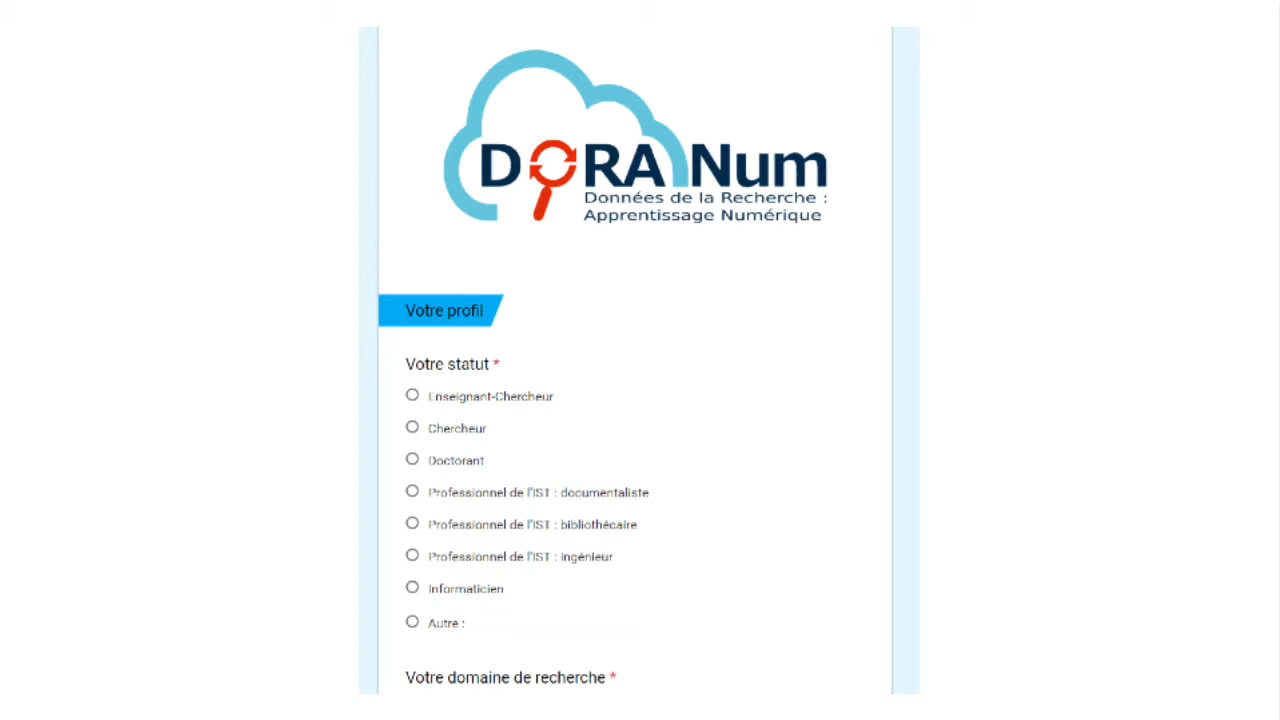 DORANum
Données de la Recherche :
Apprentissage Numérique
Votre profil
Votre statut *
Enseignant-Chercheur
Chercheur
Doctorant
Professionnel de l'IST : documentaliste
Professionnel de l'IST : bibliothécaire
Professionnel de l'IST : ingénieur
Informaticien
Autre :
Votre domaine de recherche *